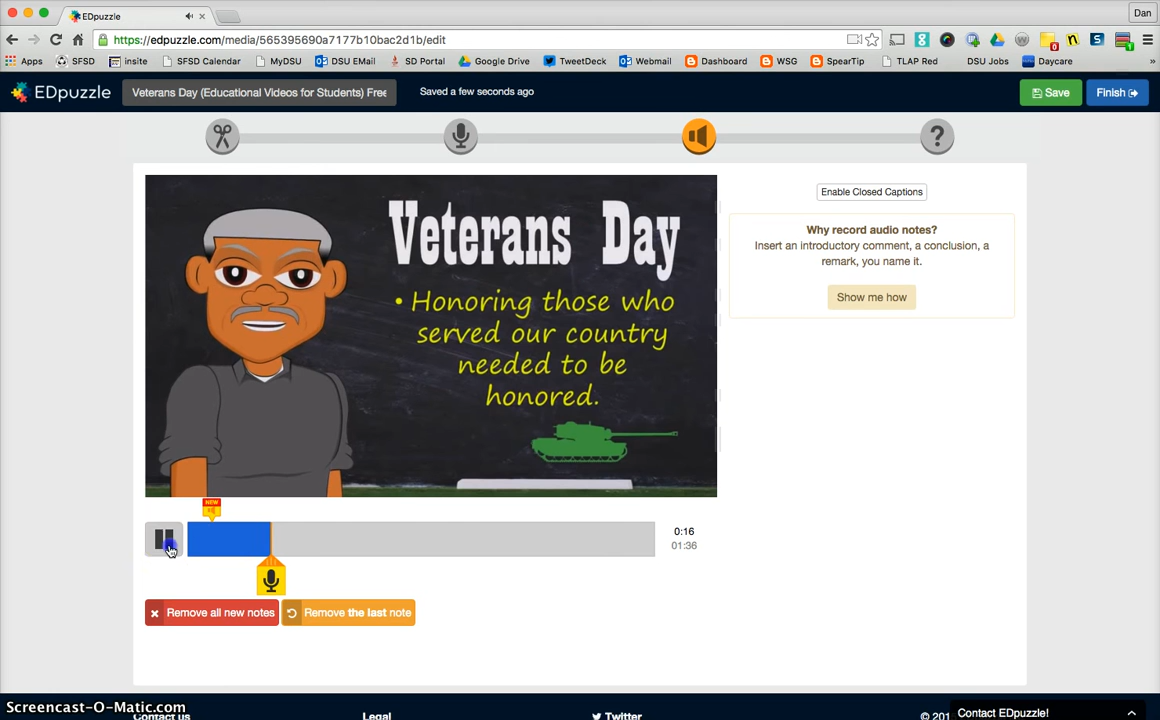 EDpuzzle
Dan
https://edpuzzle.com/media/565395690a7177b10bac2d1b/edit
Apps SFSD insite SFSD Calendar MyDSU DSU EMail SD Portal Google Drive TweetDeck Webmail Dashboard WSG SpearTip TLAP Red DSU Jobs Daycare »
EDpuzzle
Veterans Day (Educational Videos for Students) Free
Saved a few seconds ago
Save
Finish
Enable Closed Captions
Why record audio notes?
Insert an introductory comment, a conclusion, a
remark, you name it.
Show me how
Veterans Day
• Honoring those who
served our country
needed to be
honored.
NEW
0:16
01:36
Remove all new notes
Remove the last note
Screencast-O-Matic.com
Contact us
Legal
Twitter
© 201
Contact EDpuzzle!